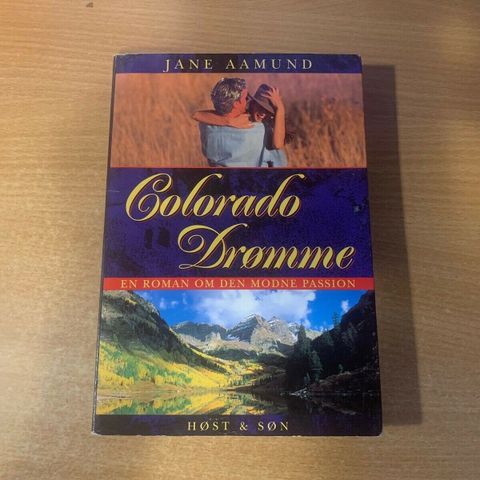 JANE AAMUND
Colorado
Drømme
EN ROMAN OM DEN MODNE PASSION
HØST & SØN